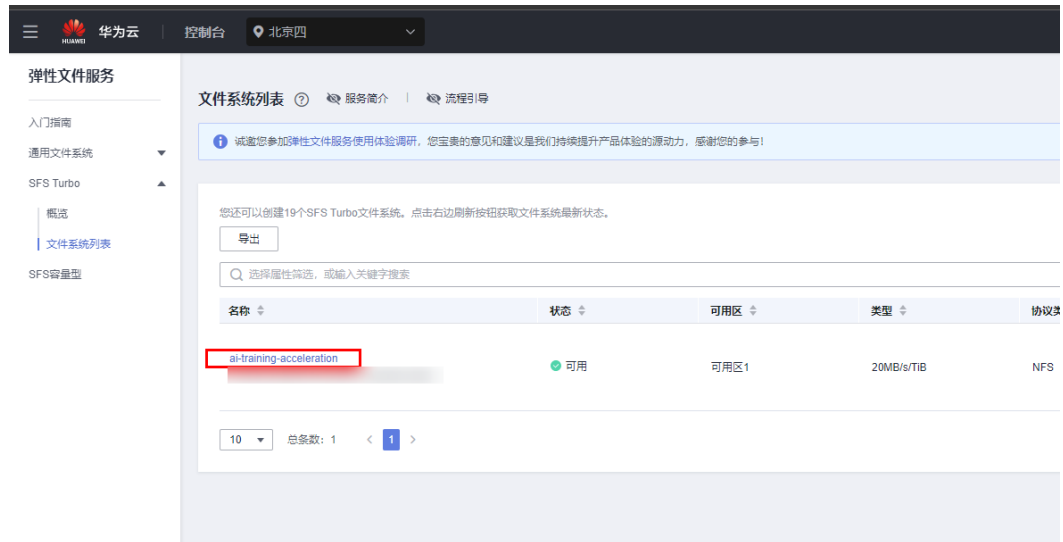 HUAWEI 华为云 控制台 北京四
弹性文件服务
入门指南
通用文件系统
SFS Turbo
概览
文件系统列表
SFS容量型
文件系统列表 ? 服务简介 流程引导
诚邀您参加弹性文件服务使用体验调研，您宝贵的意见和建议是我们持续提升产品体验的源动力，感谢您的参与！
您还可以创建19个SFS Turbo文件系统。点击右边刷新按钮获取文件系统最新状态。
导出
选择属性筛选，或输入关键字搜索
名称 状态 可用区 类型 协议类
ai-training-acceleration 可用 可用区1 20MB/s/TiB NFS
10 总条数：1 < 1 >